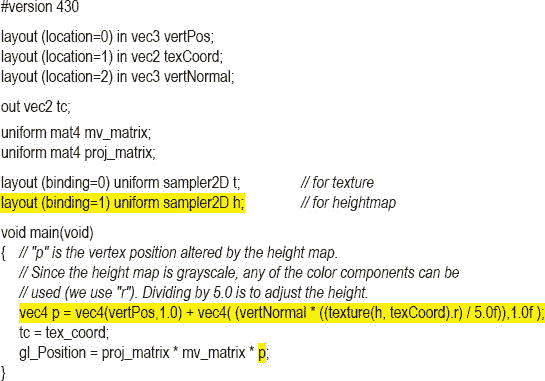 #version 430
layout (location=0) in vec3 vertPos;
layout (location=1) in vec2 texCoord;
layout (location=2) in vec3 vertNormal;
out vec2 tc;
uniform mat4 mv_matrix;
uniform mat4 proj_matrix;
layout (binding=0) uniform sampler2D t; // for texture
layout (binding=1) uniform sampler2D h; // for heightmap
void main(void)
{ // "p" is the vertex position altered by the height map.
// Since the height map is grayscale, any of the color components can be
// used (we use "r"). Dividing by 5.0 is to adjust the height.
vec4 p = vec4(vertPos,1.0) + vec4( (vertNormal * ((texture(h, texCoord).r) / 5.0f)),1.0f );
tc = tex_coord;
gl_Position = proj_matrix * mv_matrix * p;
}